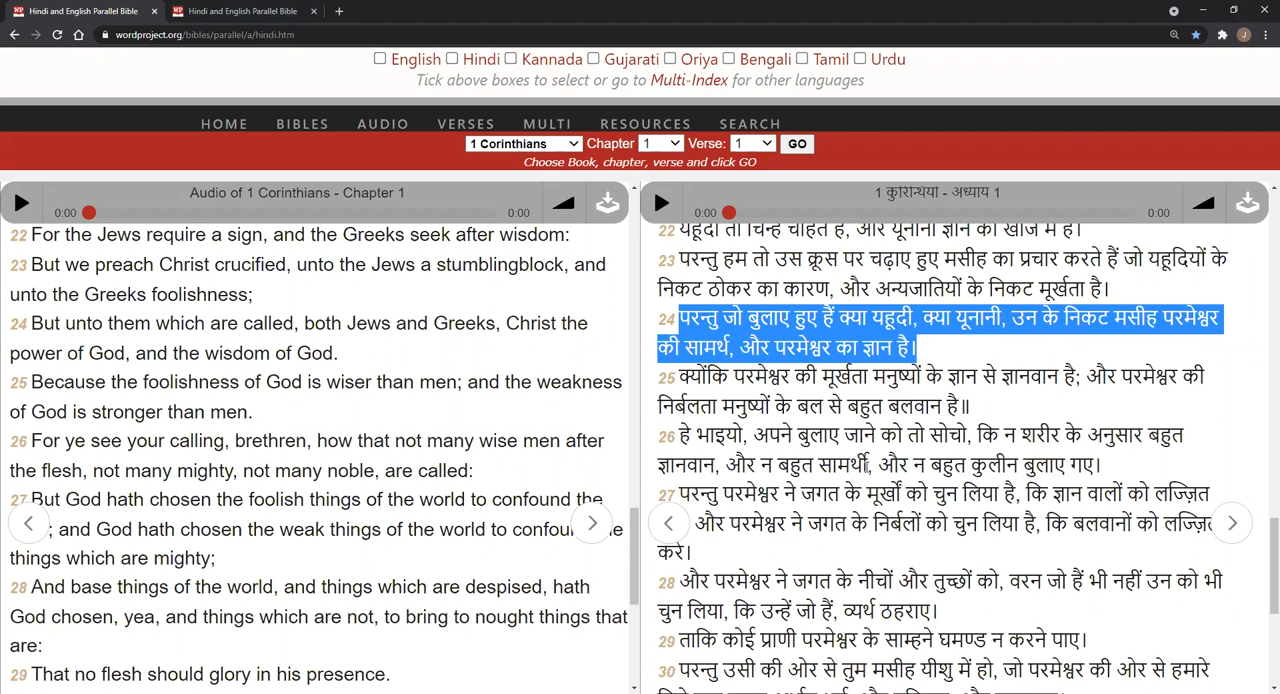 Hindi and English Parallel Bible
Hindi and English Parallel Bible
wordproject.org/bibles/parallel/a/hindi.htm
English Hindi Kannada Gujarati Oriya Bengali Tamil Urdu
Tick above boxes to select or go to Multi-Index for other languages
HOME BIBLES AUDIO VERSES MULTI RESOURCES SEARCH
1 Corinthians Chapter 1 Verse: 1 GO
Choose Book, chapter, verse and click GO
Audio of 1 Corinthians - Chapter 1
0:00 0:00
22 For the Jews require a sign, and the Greeks seek after wisdom:
23 But we preach Christ crucified, unto the Jews a stumblingblock, and
unto the Greeks foolishness;
24 But unto them which are called, both Jews and Greeks, Christ the
power of God, and the wisdom of God.
25 Because the foolishness of God is wiser than men; and the weakness
of God is stronger than men.
26 For ye see your calling, brethren, how that not many wise men after
the flesh, not many mighty, not many noble, are called:
27 But God hath chosen the foolish things of the world to confound the
; and God hath chosen the weak things of the world to
things which are mighty;
28 And base things of the world, and things which are despised, hath
God chosen, yea, and things which are not, to bring to nought things that
are:
29 That no flesh should glory in his presence.
1 कुरिन्थियों - अध्याय 1
0:00 0:00
22 यहूदी तो चिन्ह चाहते हैं, और यूनानी ज्ञान की खोज में हैं।
23 परन्तु हम तो उस क्रूस पर चढ़ाए हुए मसीह का प्रचार करते हैं जो यहूदियों के
निकट ठोकर का कारण, और अन्यजातियों के निकट मूर्खता है।
24 परन्तु जो बुलाए हुए हैं क्या यहूदी, क्या यूनानी, उन के निकट मसीह परमेश्वर
की सामर्थ, और परमेश्वर का ज्ञान है।
25 क्योंकि परमेश्वर की मूर्खता मनुष्यों के ज्ञान से ज्ञानवान है; और परमेश्वर की
निर्बलता मनुष्यों के बल से बहुत बलवान है॥
26 हे भाइयो, अपने बुलाए जाने को तो सोचो, कि न शरीर के अनुसार बहुत
ज्ञानवान, और न बहुत सामर्थी, और न बहुत कुलीन बुलाए गए।
27 परन्तु परमेश्वर ने जगत के मूर्खों को चुन लिया है, कि ज्ञान वालों को लज्ज़ित
और परमेश्वर ने जगत के निर्बलों को चुन लिया है, कि बलवानों को
करे।
28 और परमेश्वर ने जगत के नीचों और तुच्छों को, वरन जो हैं भी नहीं उन को भी
चुन लिया, कि उन्हें जो हैं, व्यर्थ ठहराए।
29 ताकि कोई प्राणी परमेश्वर के साम्हने घमण्ड न करने पाए।
30 परन्तु उसी की ओर से तुम मसीह यीशु में हो, जो परमेश्वर की ओर से हमारे